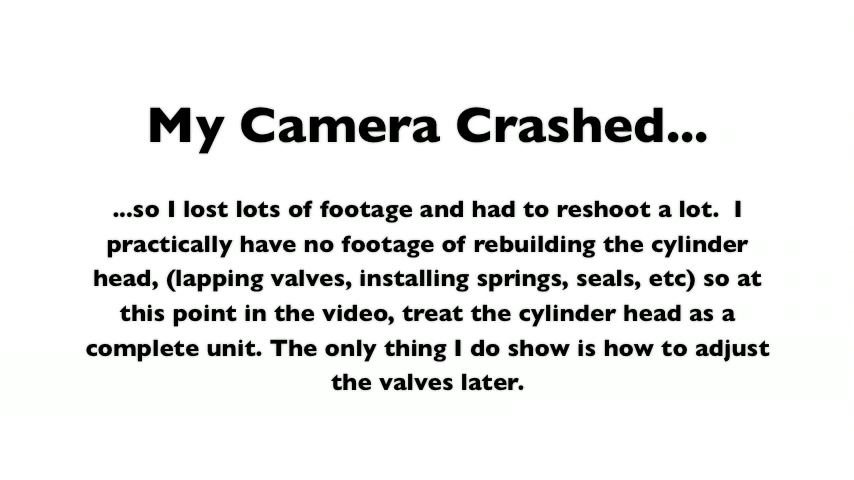 My Camera Crashed...
...so I lost lots of footage and had to reshoot a lot.  I
practically have no footage of rebuilding the cylinder
head, (lapping valves, installing springs, seals, etc) so at
this point in the video, treat the cylinder head as a
complete unit. The only thing I do show is how to adjust
the valves later.